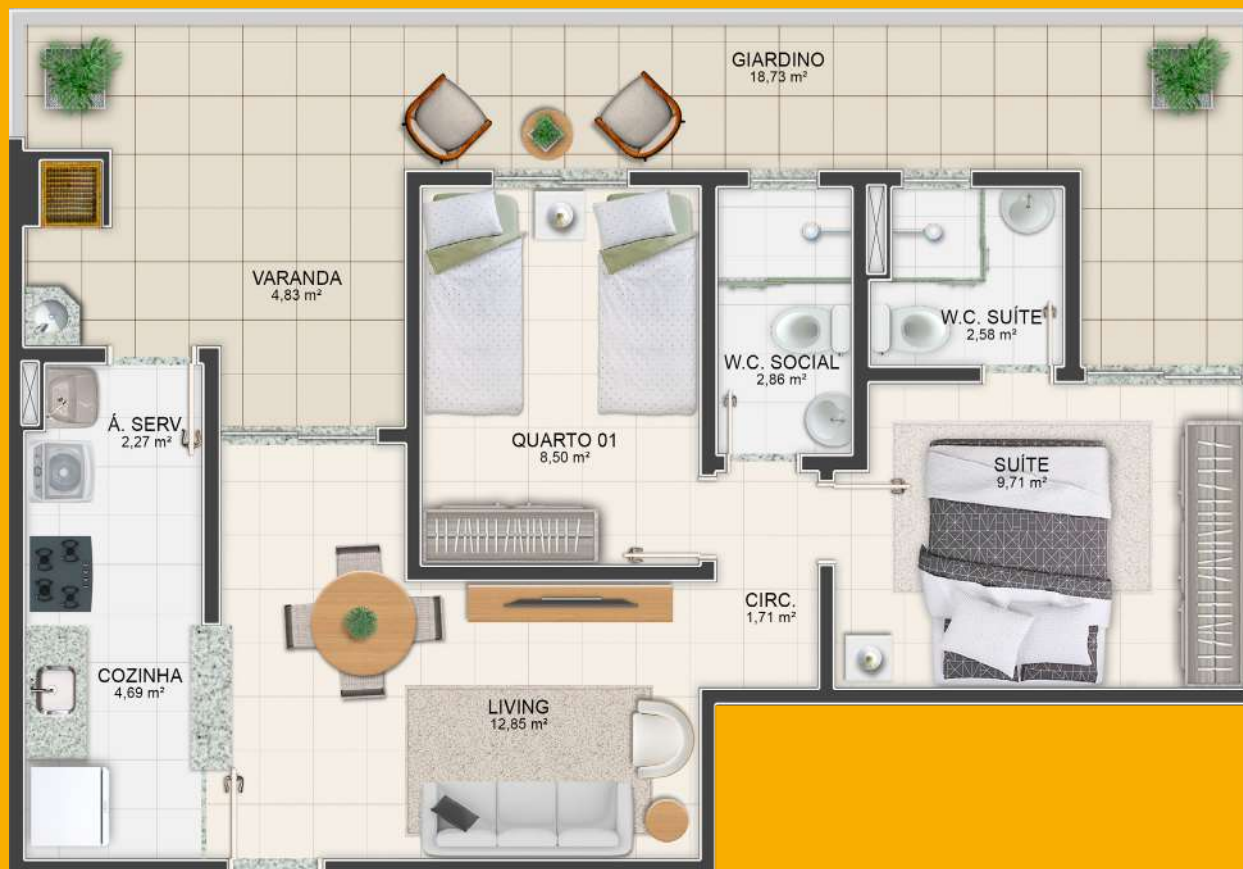 GIARDINO
18,73 m²
VARANDA
4,83 m²
W.C. SUÍTE
2,58 m²
W.C. SOCIAL
2,86 m²
Á. SERV
2,27 m²
QUARTO 01
8,50 m²
SUÍTE
9,71 m²
CIRC.
1,71 m²
COZINHA
4,69 m²
LIVING
12,85 m²